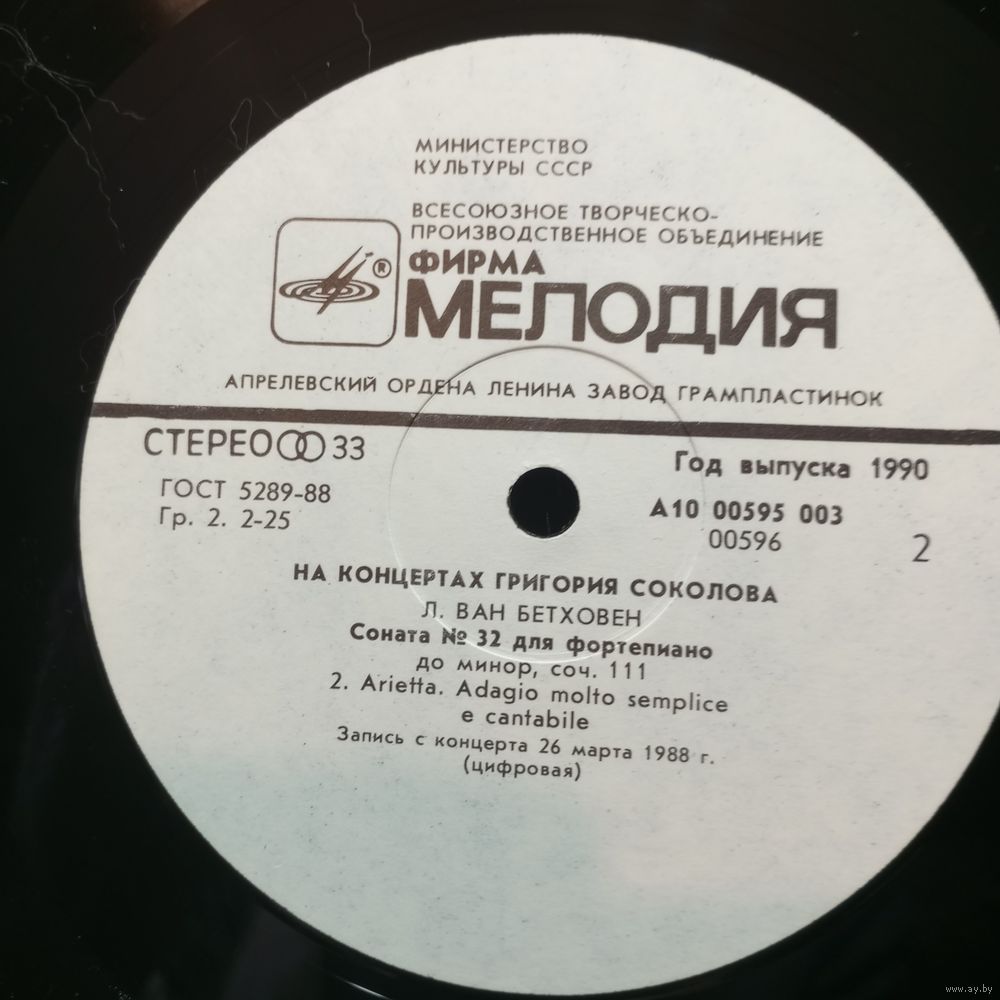 МИНИСТЕРСТВО
КУЛЬТУРЫ СССР
ВСЕСОЮЗНОЕ ТВОРЧЕСКО-
ПРОИЗВОДСТВЕННОЕ ОБЪЕДИНЕНИЕ
®
ФИРМА
МЕЛОДИЯ
АПРЕЛЕВСКИЙ ОРДЕНА ЛЕНИНА ЗАВОД ГРАМПЛАСТИНОК
СТЕРЕО 33
Год выпуска 1990
ГОСТ 5289-88
Гр. 2. 2-25
А10 00595 003
00596
2
НА КОНЦЕРТАХ ГРИГОРИЯ СОКОЛОВА
Л. ВАН БЕТХОВЕН
Соната № 32 для фортепиано
до минор, соч. 111
2. Arietta. Adagio molto semplice
e cantabile
Запись с концерта 26 марта 1988 г.
(цифровая)
www.ay.by